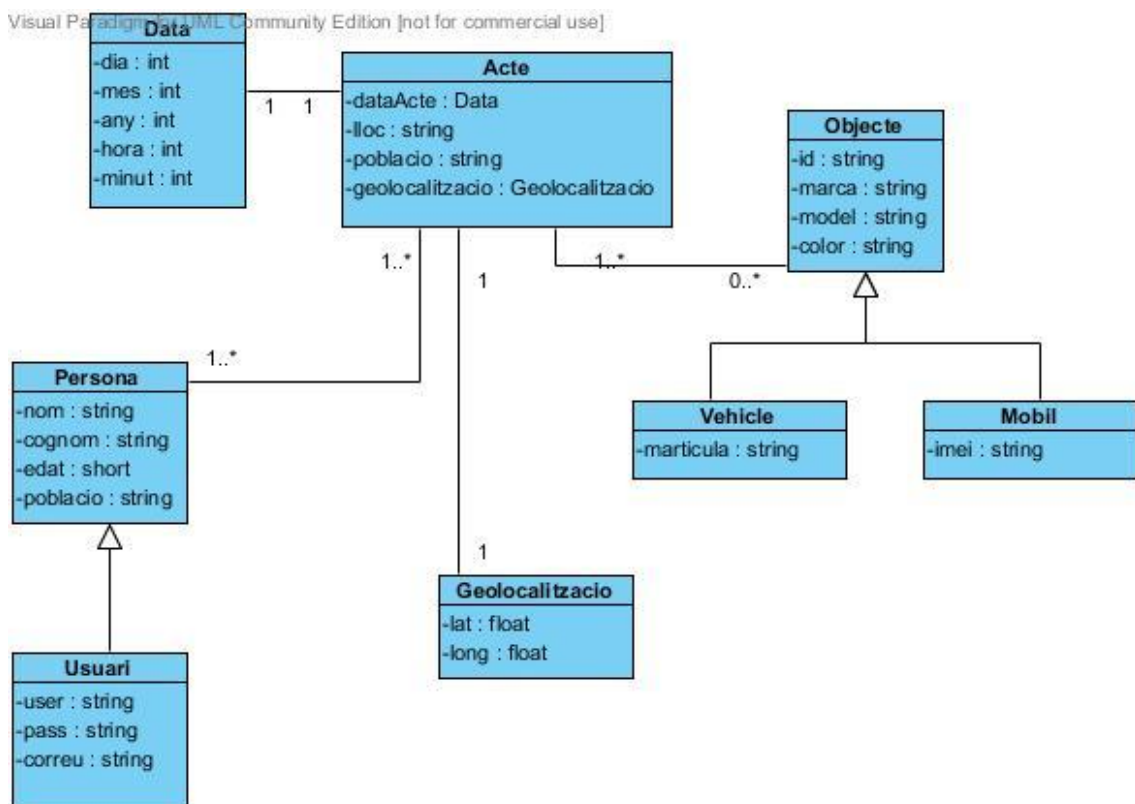 Visual Paradigm for UML Community Edition [not for commercial use]
Data
-dia : int
-mes : int
-any : int
-hora : int
-minut : int
1
1
Acte
-dataActe : Data
-lloc : string
-poblacio : string
-geolocalitzacio : Geolocalitzacio
Objecte
-id : string
-marca : string
-model : string
-color : string
1..*
1
1..*
0..*
1..*
Persona
-nom : string
-cognom : string
-edat : short
-poblacio : string
Vehicle
-marticula : string
Mobil
-imei : string
1
Geolocalitzacio
-lat : float
-long : float
Usuari
-user : string
-pass : string
-correu : string